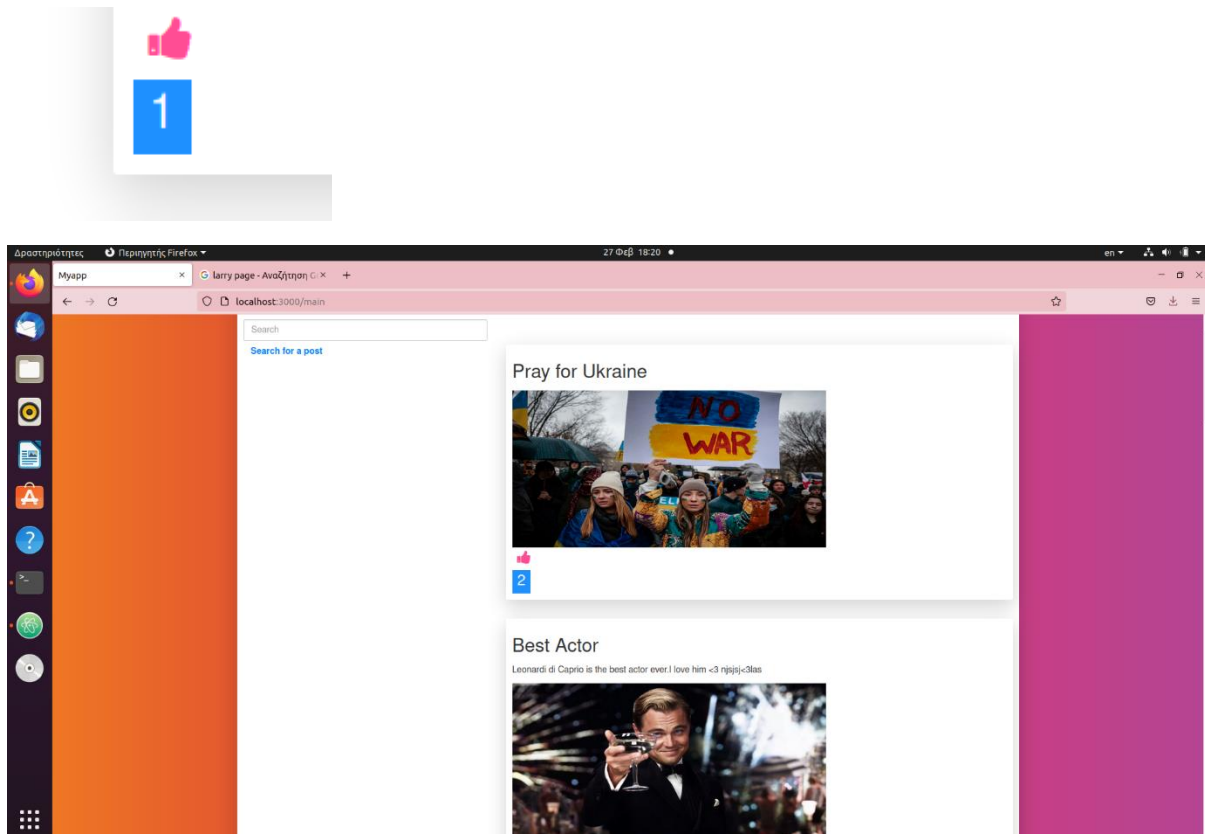 1
Δραστηριότητες Περιηγητής Firefox 27 Φεβ 18:20 en
Myapp × G larry page - Αναζήτηση G × +
localhost:3000/main
Search
Search for a post
Pray for Ukraine
NO
WAR
2
Best Actor
Leonardi di Caprio is the best actor ever.I love him <3 njsjsj<3las